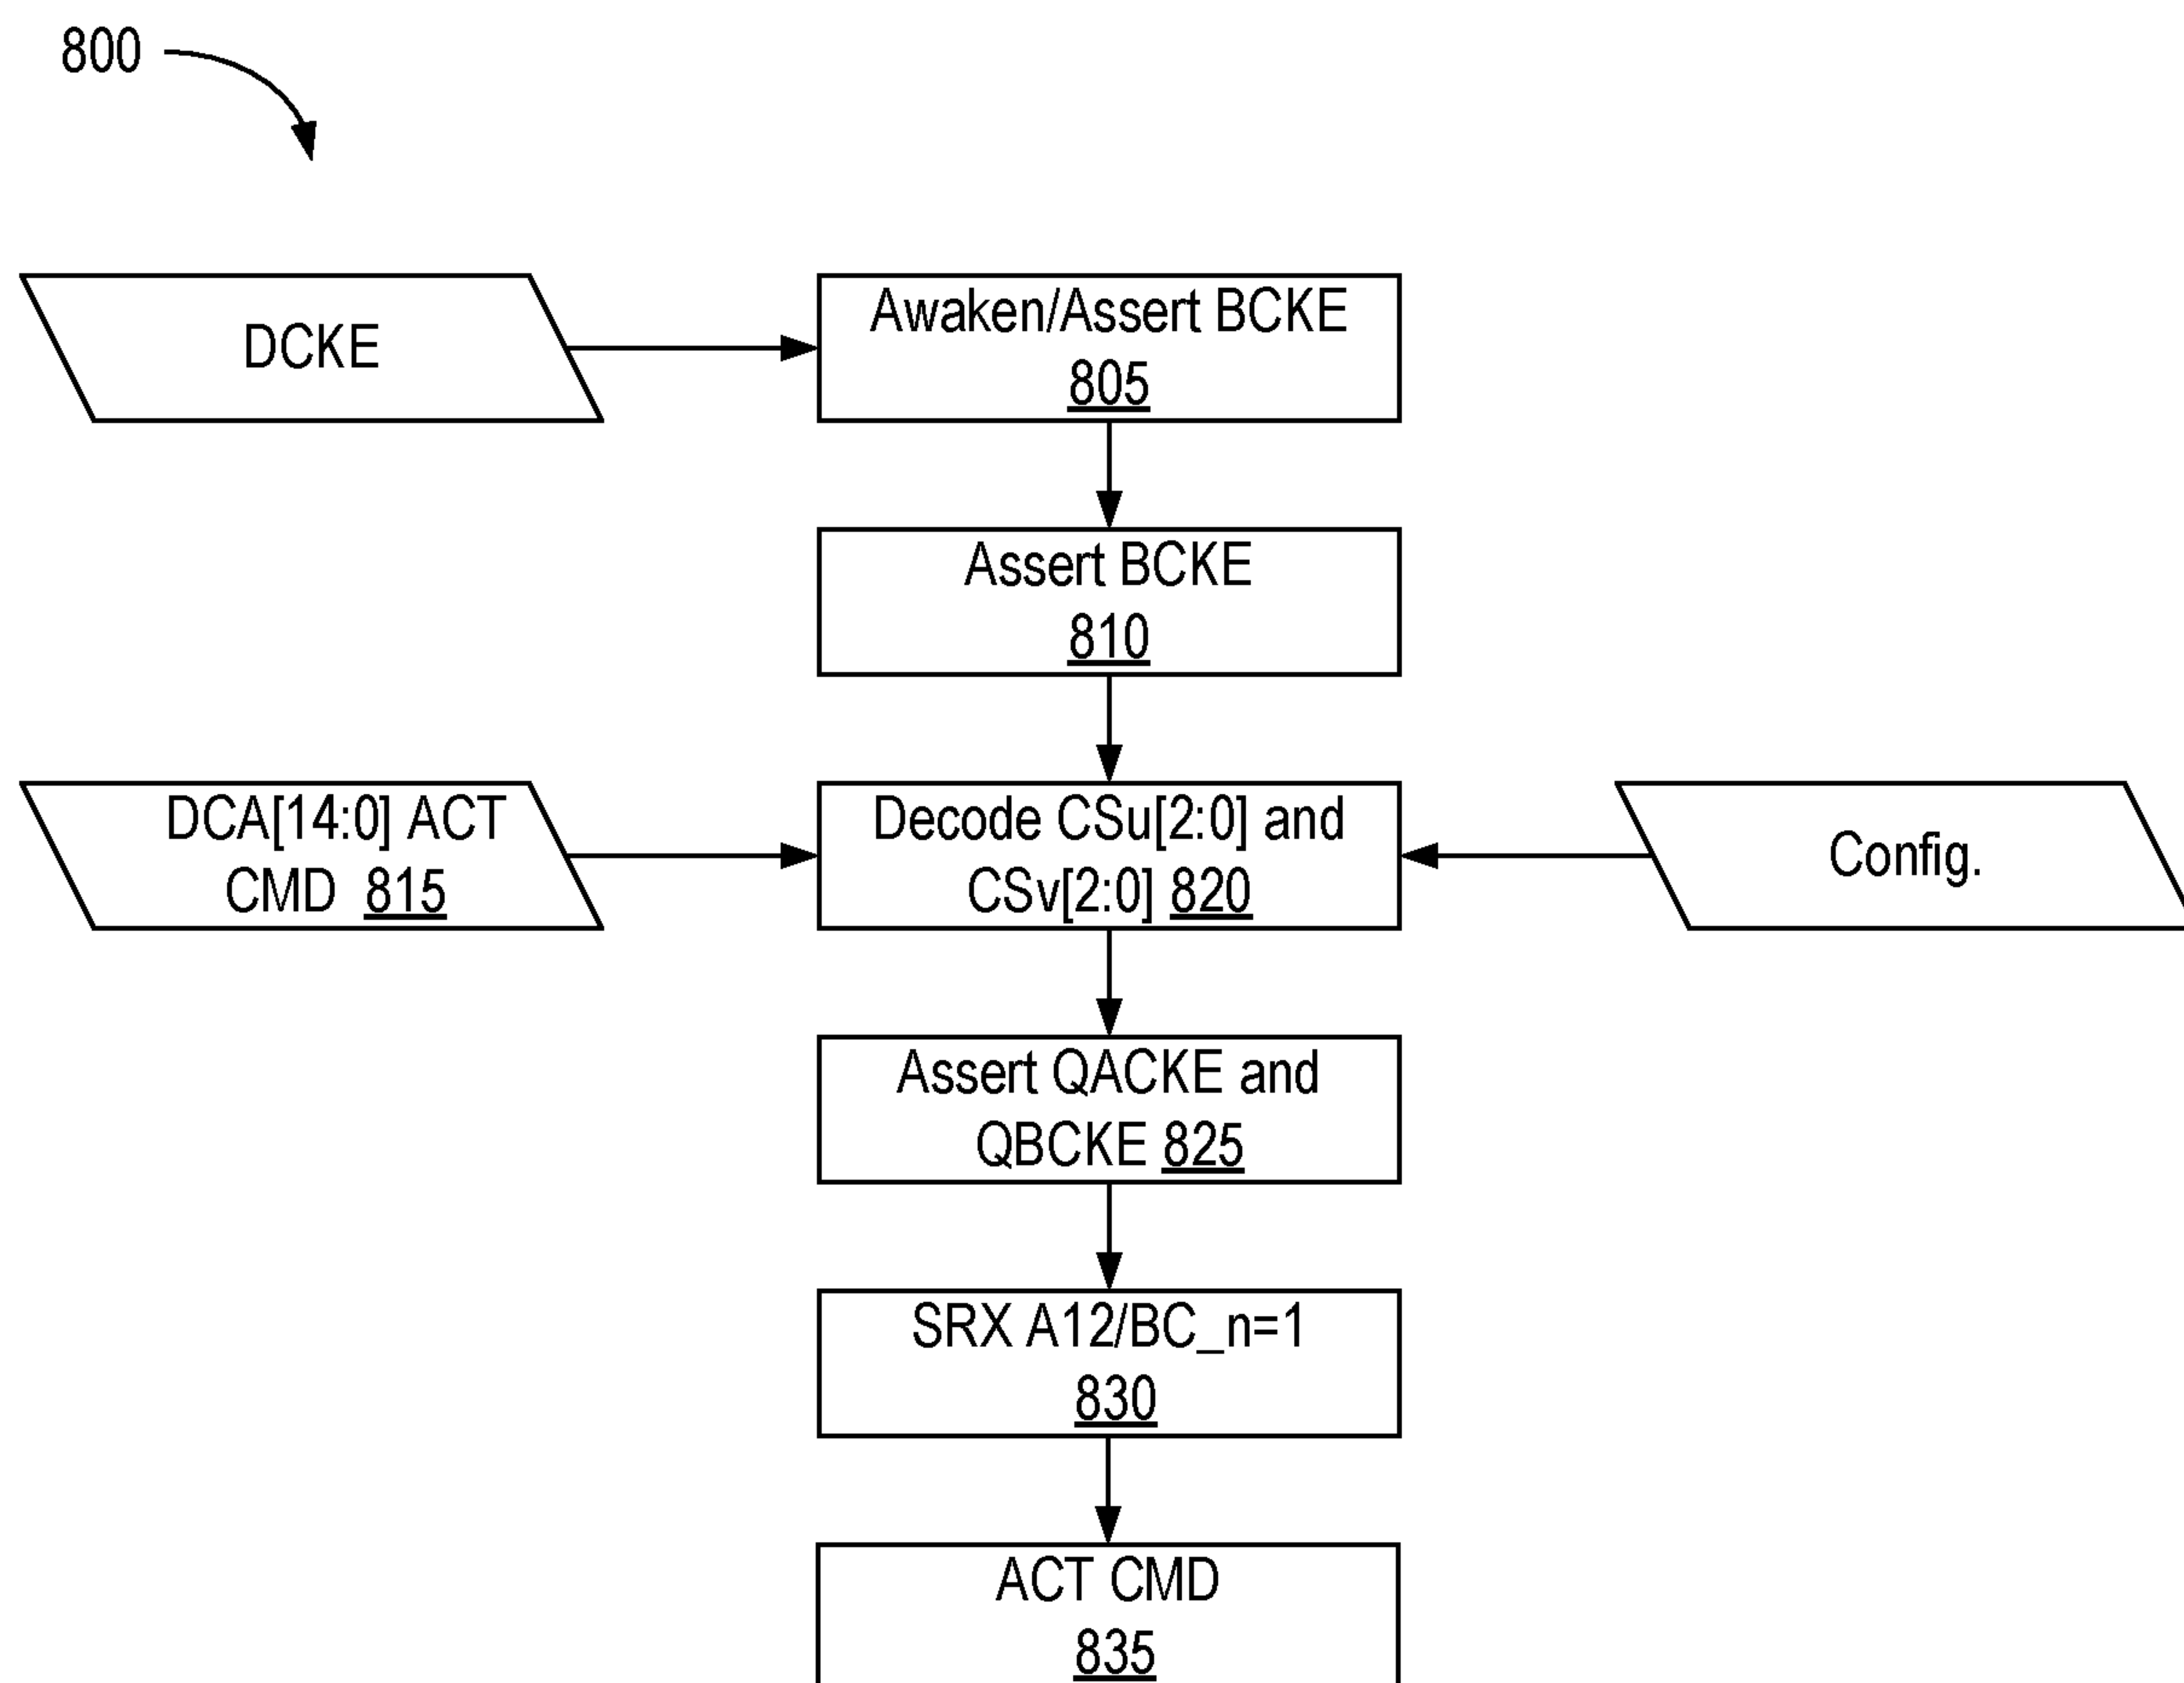 800
DCKE
Awaken/Assert BCKE
805
Assert BCKE
810
DCA[14:0] ACT
CMD 815
Decode CSu[2:0] and
CSv[2:0] 820
Config.
Assert QACKE and
QBCKE 825
SRX A12/BC_n=1
830
ACT CMD
835